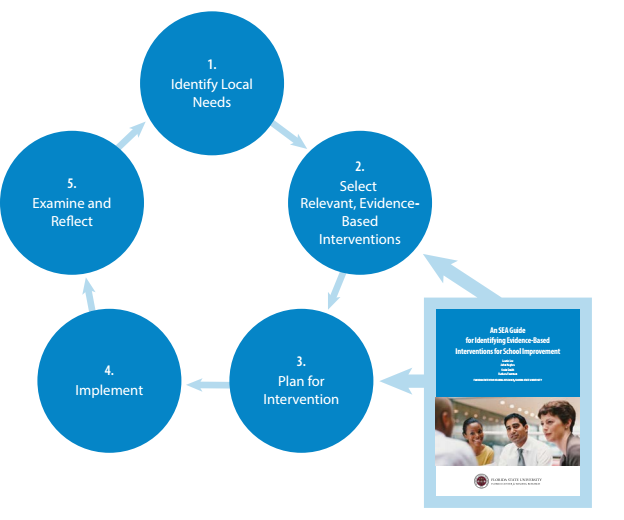 1.
Identify Local
Needs
2.
Select
Relevant, Evidence-
Based
Interventions
3.
Plan for
Intervention
4.
Implement
5.
Examine and
Reflect
An SEA Guide
for Identifying Evidence-Based
Interventions for School Improvement
FLORIDA STATE UNIVERSITY